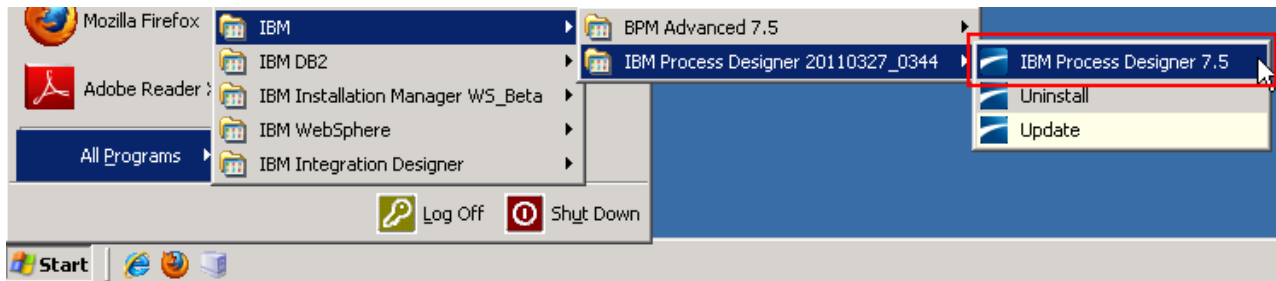 Mozilla Firefox
Adobe Reader
All Programs
IBM
IBM DB2
IBM Installation Manager WS_Beta
IBM WebSphere
IBM Integration Designer
BPM Advanced 7.5
IBM Process Designer 20110327_0344
IBM Process Designer 7.5
Uninstall
Update
Log Off
Shut Down
Start